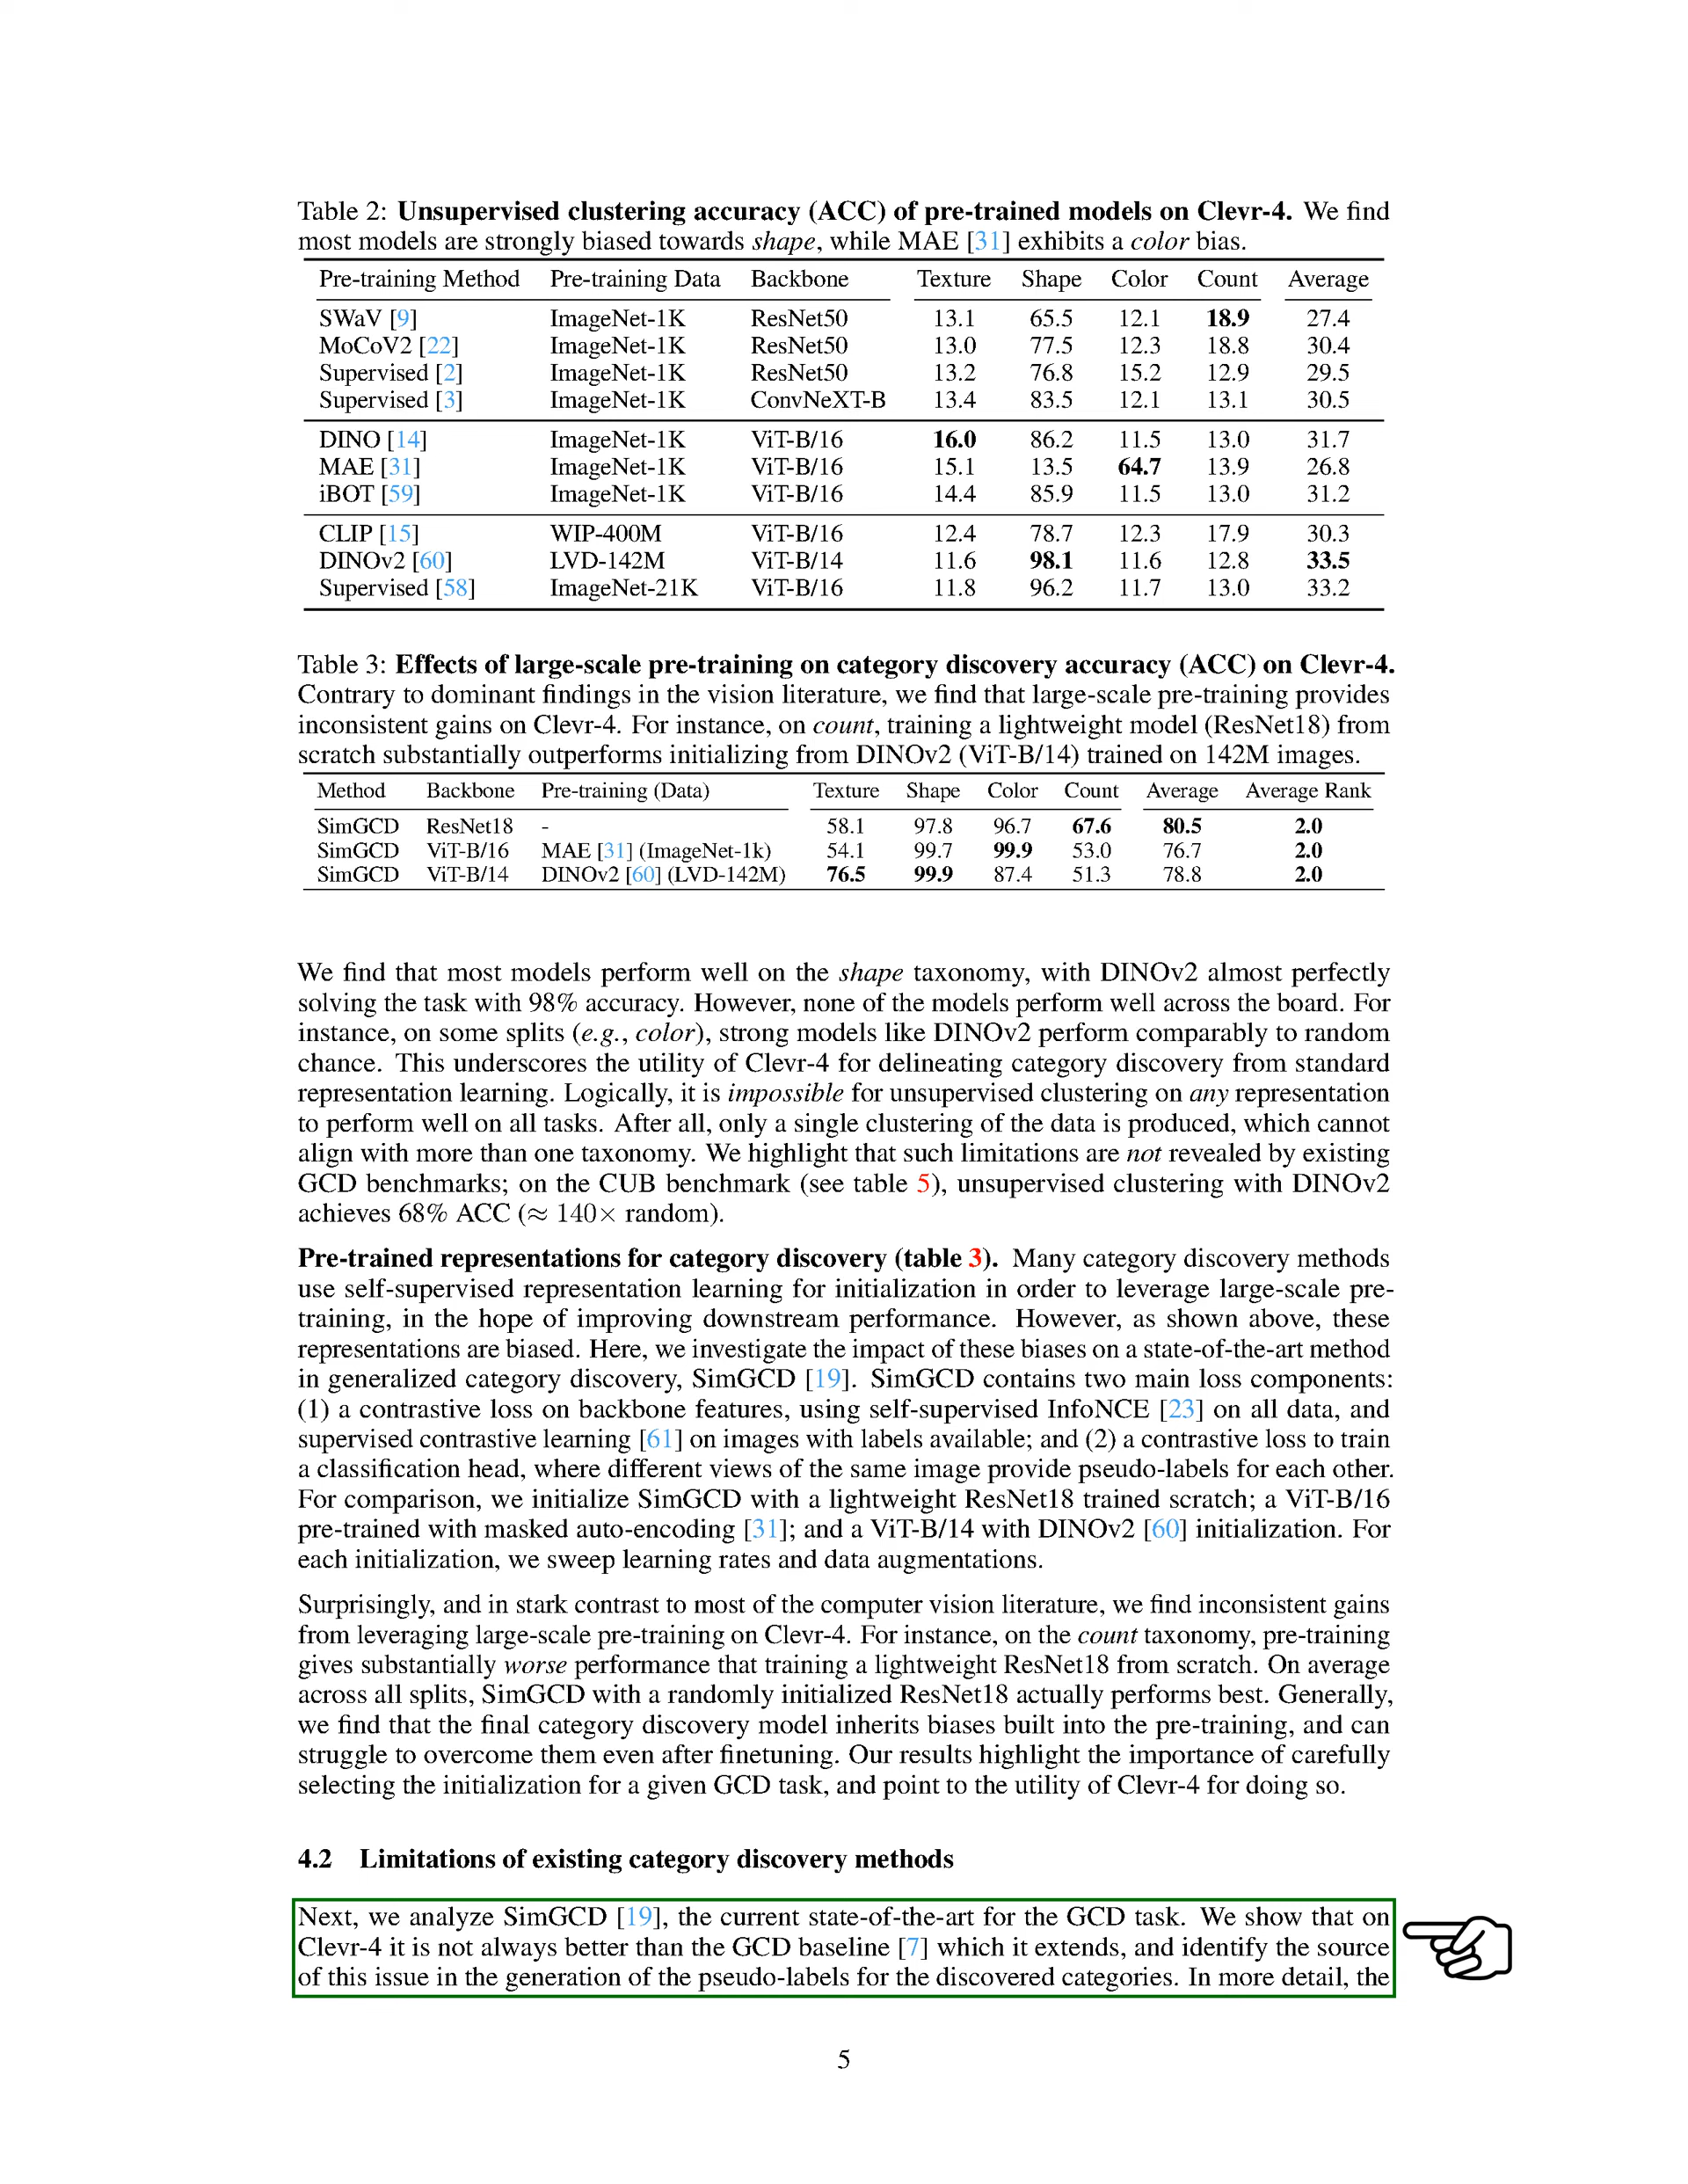 Table 2: Unsupervised clustering accuracy (ACC) of pre-trained models on Clevr-4. We find
most models are strongly biased towards shape, while MAE [31] exhibits a color bias.
Pre-training Method Pre-training Data Backbone Texture Shape Color Count Average
SWaV [9] ImageNet-1K ResNet50 13.1 65.5 12.1 18.9 27.4
MoCoV2 [22] ImageNet-1K ResNet50 13.0 77.5 12.3 18.8 30.4
Supervised [2] ImageNet-1K ResNet50 13.2 76.8 15.2 12.9 29.5
Supervised [3] ImageNet-1K ConvNeXT-B 13.4 83.5 12.1 13.1 30.5
DINO [14] ImageNet-1K ViT-B/16 16.0 86.2 11.5 13.0 31.7
MAE [31] ImageNet-1K ViT-B/16 15.1 13.5 64.7 13.9 26.8
iBOT [59] ImageNet-1K ViT-B/16 14.4 85.9 11.5 13.0 31.2
CLIP [15] WIP-400M ViT-B/16 12.4 78.7 12.3 17.9 30.3
DINOv2 [60] LVD-142M ViT-B/14 11.6 98.1 11.6 12.8 33.5
Supervised [58] ImageNet-21K ViT-B/16 11.8 96.2 11.7 13.0 33.2
Table 3: Effects of large-scale pre-training on category discovery accuracy (ACC) on Clevr-4.
Contrary to dominant findings in the vision literature, we find that large-scale pre-training provides
inconsistent gains on Clevr-4. For instance, on count, training a lightweight model (ResNet18) from
scratch substantially outperforms initializing from DINOv2 (ViT-B/14) trained on 142M images.
Method Backbone Pre-training (Data) Texture Shape Color Count Average Average Rank
SimGCD ResNet18 - 58.1 97.8 96.7 67.6 80.5 2.0
SimGCD ViT-B/16 MAE [31] (ImageNet-1k) 54.1 99.7 99.9 53.0 76.7 2.0
SimGCD ViT-B/14 DINOv2 [60] (LVD-142M) 76.5 99.9 87.4 51.3 78.8 2.0
We find that most models perform well on the shape taxonomy, with DINOv2 almost perfectly
solving the task with 98% accuracy. However, none of the models perform well across the board. For
instance, on some splits (e.g., color), strong models like DINOv2 perform comparably to random
chance. This underscores the utility of Clevr-4 for delineating category discovery from standard
representation learning. Logically, it is impossible for unsupervised clustering on any representation
to perform well on all tasks. After all, only a single clustering of the data is produced, which cannot
align with more than one taxonomy. We highlight that such limitations are not revealed by existing
GCD benchmarks; on the CUB benchmark (see table 5), unsupervised clustering with DINOv2
achieves 68% ACC (≈ 140× random).
Pre-trained representations for category discovery (table 3). Many category discovery methods
use self-supervised representation learning for initialization in order to leverage large-scale pre-
training, in the hope of improving downstream performance. However, as shown above, these
representations are biased. Here, we investigate the impact of these biases on a state-of-the-art method
in generalized category discovery, SimGCD [19]. SimGCD contains two main loss components:
(1) a contrastive loss on backbone features, using self-supervised InfoNCE [23] on all data, and
supervised contrastive learning [61] on images with labels available; and (2) a contrastive loss to train
a classification head, where different views of the same image provide pseudo-labels for each other.
For comparison, we initialize SimGCD with a lightweight ResNet18 trained scratch; a ViT-B/16
pre-trained with masked auto-encoding [31]; and a ViT-B/14 with DINOv2 [60] initialization. For
each initialization, we sweep learning rates and data augmentations.
Surprisingly, and in stark contrast to most of the computer vision literature, we find inconsistent gains
from leveraging large-scale pre-training on Clevr-4. For instance, on the count taxonomy, pre-training
gives substantially worse performance that training a lightweight ResNet18 from scratch. On average
across all splits, SimGCD with a randomly initialized ResNet18 actually performs best. Generally,
we find that the final category discovery model inherits biases built into the pre-training, and can
struggle to overcome them even after finetuning. Our results highlight the importance of carefully
selecting the initialization for a given GCD task, and point to the utility of Clevr-4 for doing so.
4.2 Limitations of existing category discovery methods
Next, we analyze SimGCD [19], the current state-of-the-art for the GCD task. We show that on
Clevr-4 it is not always better than the GCD baseline [7] which it extends, and identify the source
of this issue in the generation of the pseudo-labels for the discovered categories. In more detail, the
5